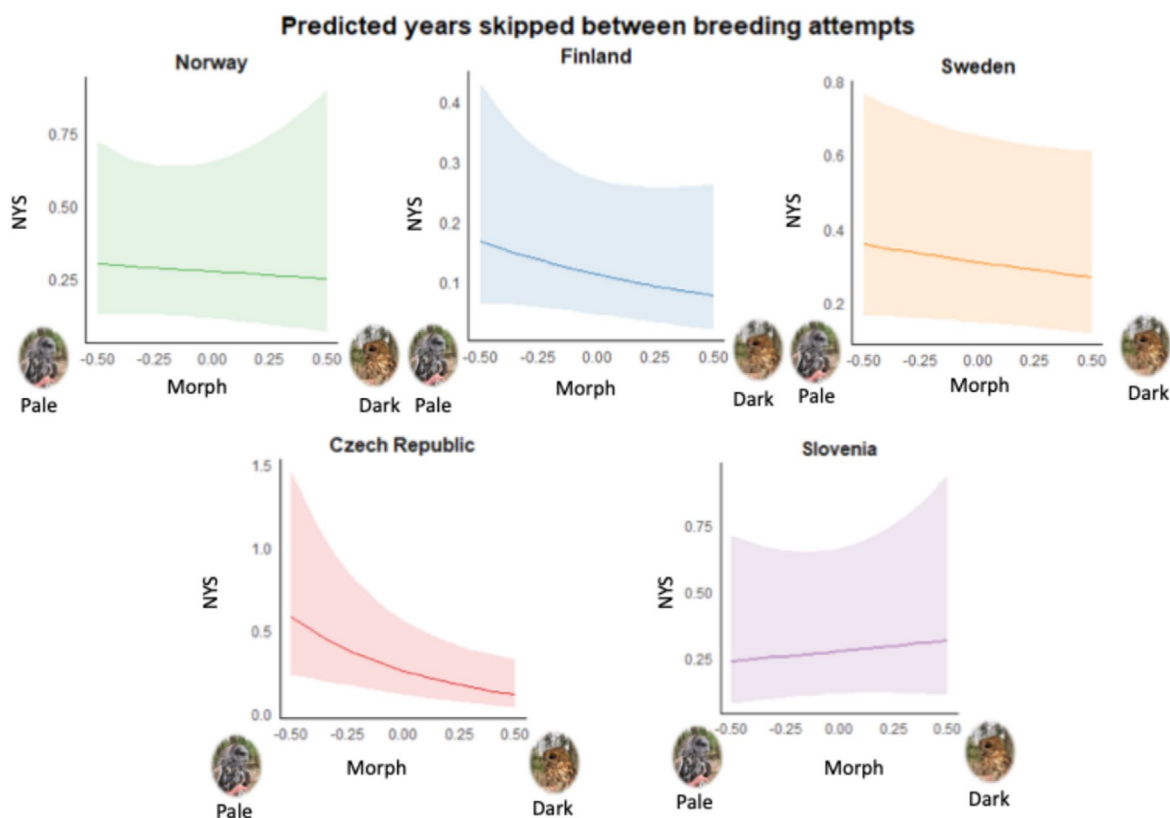 Predicted years skipped between breeding attempts
Norway
NYS
0.75
0.50
0.25
-0.50 -0.25 0.00 0.25 0.50
Morph
Pale
Dark
Finland
NYS
0.4
0.3
0.2
0.1
-0.50 -0.25 0.00 0.25 0.50
Morph
Pale
Dark
Sweden
NYS
0.8
0.6
0.4
0.2
-0.50 -0.25 0.00 0.25 0.50
Morph
Pale
Dark
Czech Republic
NYS
1.5
1.0
0.5
0.0
-0.50 -0.25 0.00 0.25 0.50
Morph
Pale
Dark
Slovenia
NYS
0.75
0.50
0.25
-0.50 -0.25 0.00 0.25 0.50
Morph
Pale
Dark